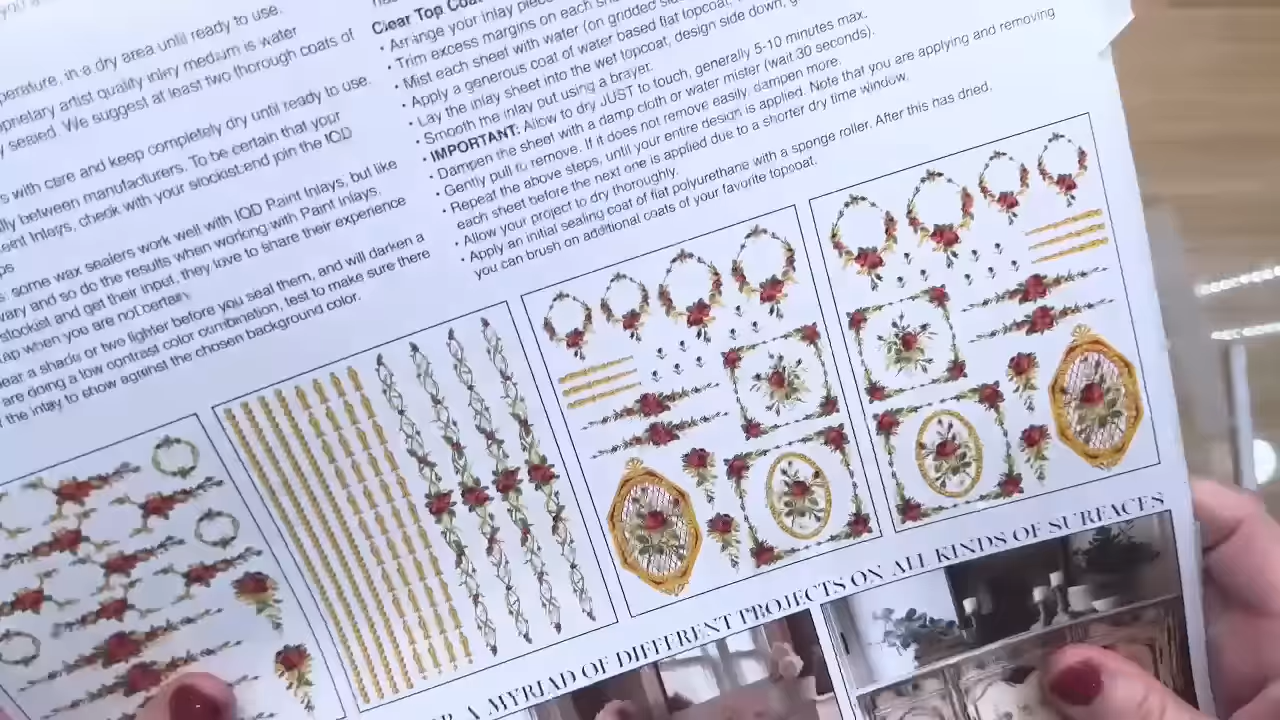 perature, in a dry area until ready to use.
artist quality inlay medium is water
sealed. We suggest at least two thorough coats of
s with care and keep completely dry until ready to use.
between manufacturers. To be certain that your
ent Inlays, check with your stockist and join the IOD
some wax sealers work well with IOD Paint Inlays, but like
vary and so do the results when working with Paint Inlays.
stockist and get their input, they love to share their experience
when you are not certain.
a shade or two lighter before you seal them, and will darken a
are doing a low contrast color combination, test to make sure there
the inlay to show against the chosen background color.
Clear Top Coat
• Arrange your inlay
• Trim excess margins on each
• Mist each sheet with water (on gridded
• Apply a generous coat of water based flat topcoat,
• Lay the inlay sheet into the wet topcoat, design side down,
• Smooth the inlay out using a brayer.
• IMPORTANT: Allow to dry JUST to touch, generally 5-10 minutes max.
• Dampen the sheet with a damp cloth or water mister (wait 30 seconds).
• Gently pull to remove. If it does not remove easily, dampen more.
• Repeat the above steps, until your entire design is applied. Note that you are applying and removing
each sheet before the next one is applied due to a shorter dry time window.
• Allow your project to dry thoroughly.
• Apply an initial sealing coat of flat polyurethane with a sponge roller. After this has dried,
you can brush on additional coats of your favorite topcoat.
A MYRIAD OF DIFFERENT PROJECTS ON ALL KINDS OF SURFACES